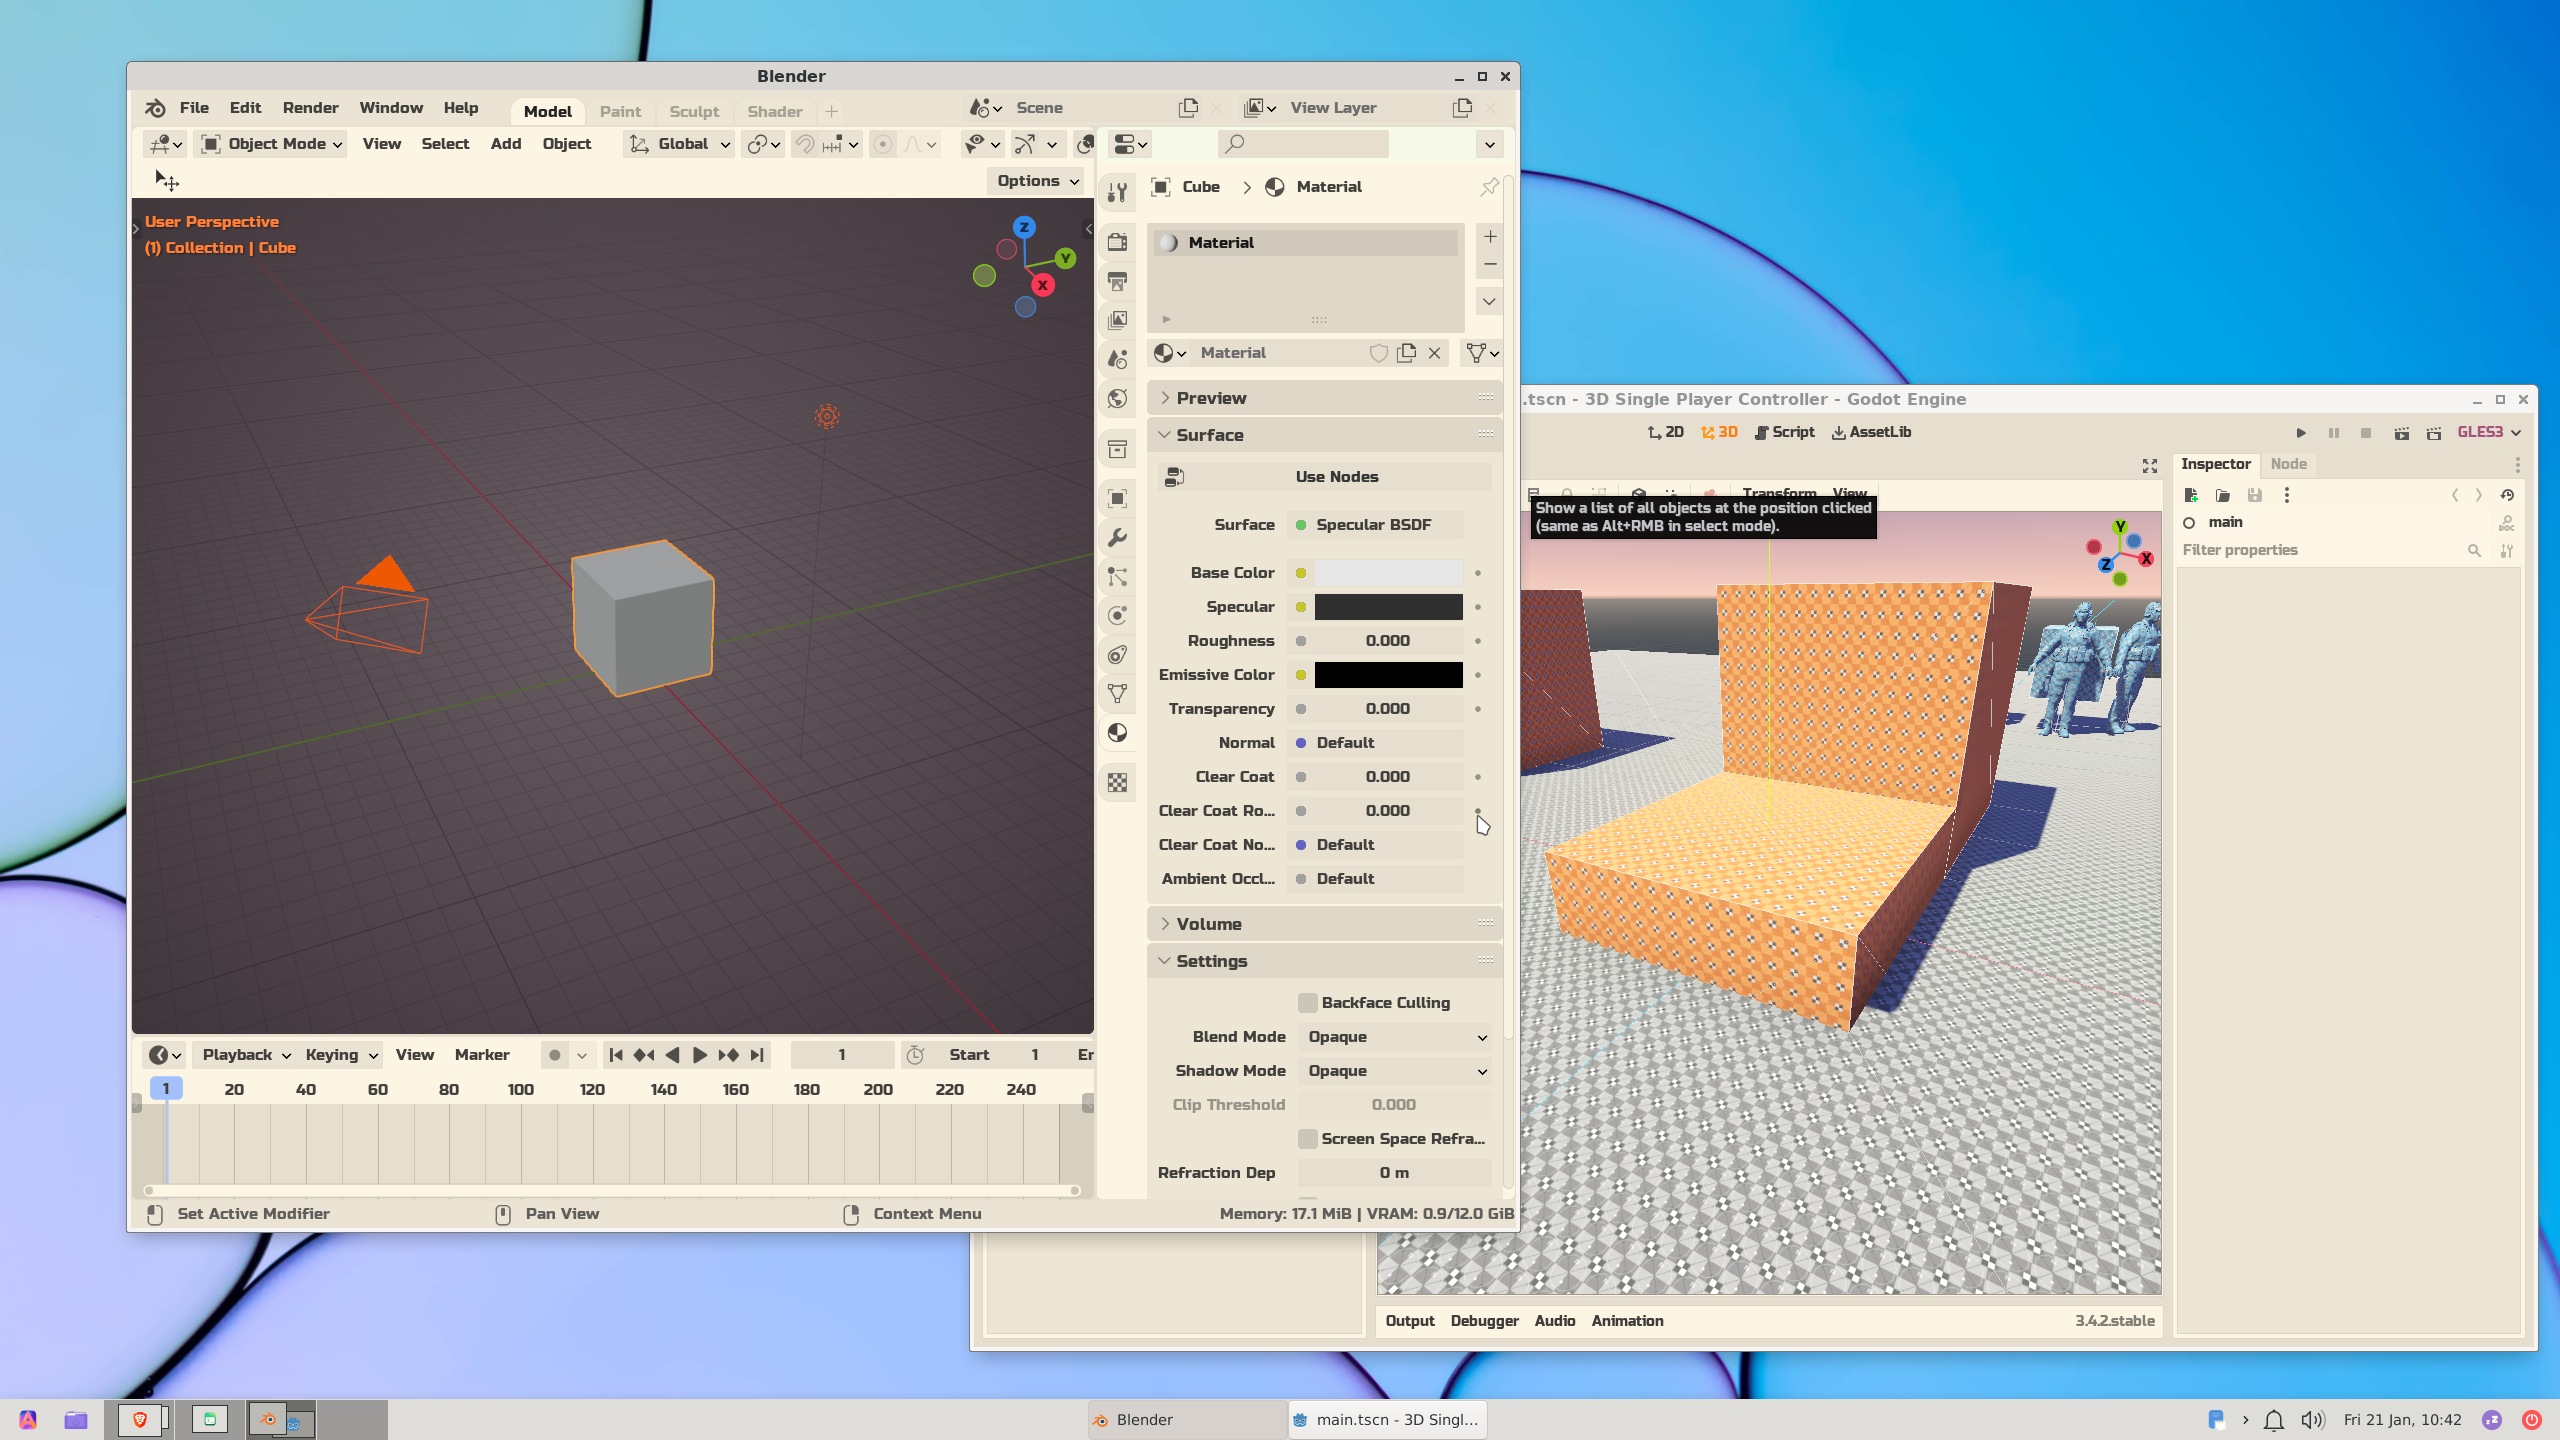 Blender
File Edit Render Window Help
Model Paint Sculpt Shader +
Scene
View Layer
Object Mode View Select Add Object Global
Options
User Perspective
(1) Collection | Cube
Z
Y
X
Cube > Material
Material
Material
Preview
Surface
Use Nodes
Surface Specular BSDF
Base Color
Specular
Roughness 0.000
Emissive Color
Transparency 0.000
Normal Default
Clear Coat 0.000
Clear Coat Ro... 0.000
Clear Coat No... Default
Ambient Occl... Default
Volume
Settings
Backface Culling
Blend Mode Opaque
Shadow Mode Opaque
Clip Threshold 0.000
Screen Space Refra...
Refraction Dep 0 m
Playback Keying View Marker 1 Start 1 Er
1 20 40 60 80 100 120 140 160 180 200 220 240
Set Active Modifier Pan View Context Menu Memory: 17.1 MiB | VRAM: 0.9/12.0 GiB
.tscn - 3D Single Player Controller - Godot Engine
2D 3D Script AssetLib GLES3
Transform View
Show a list of all objects at the position clicked
(same as Alt+RMB in select mode).
Y
X
Z
Inspector Node
main
DOC
Filter properties
Output Debugger Audio Animation 3.4.2.stable
Blender
main.tscn - 3D Singl...
Fri 21 Jan, 10:42